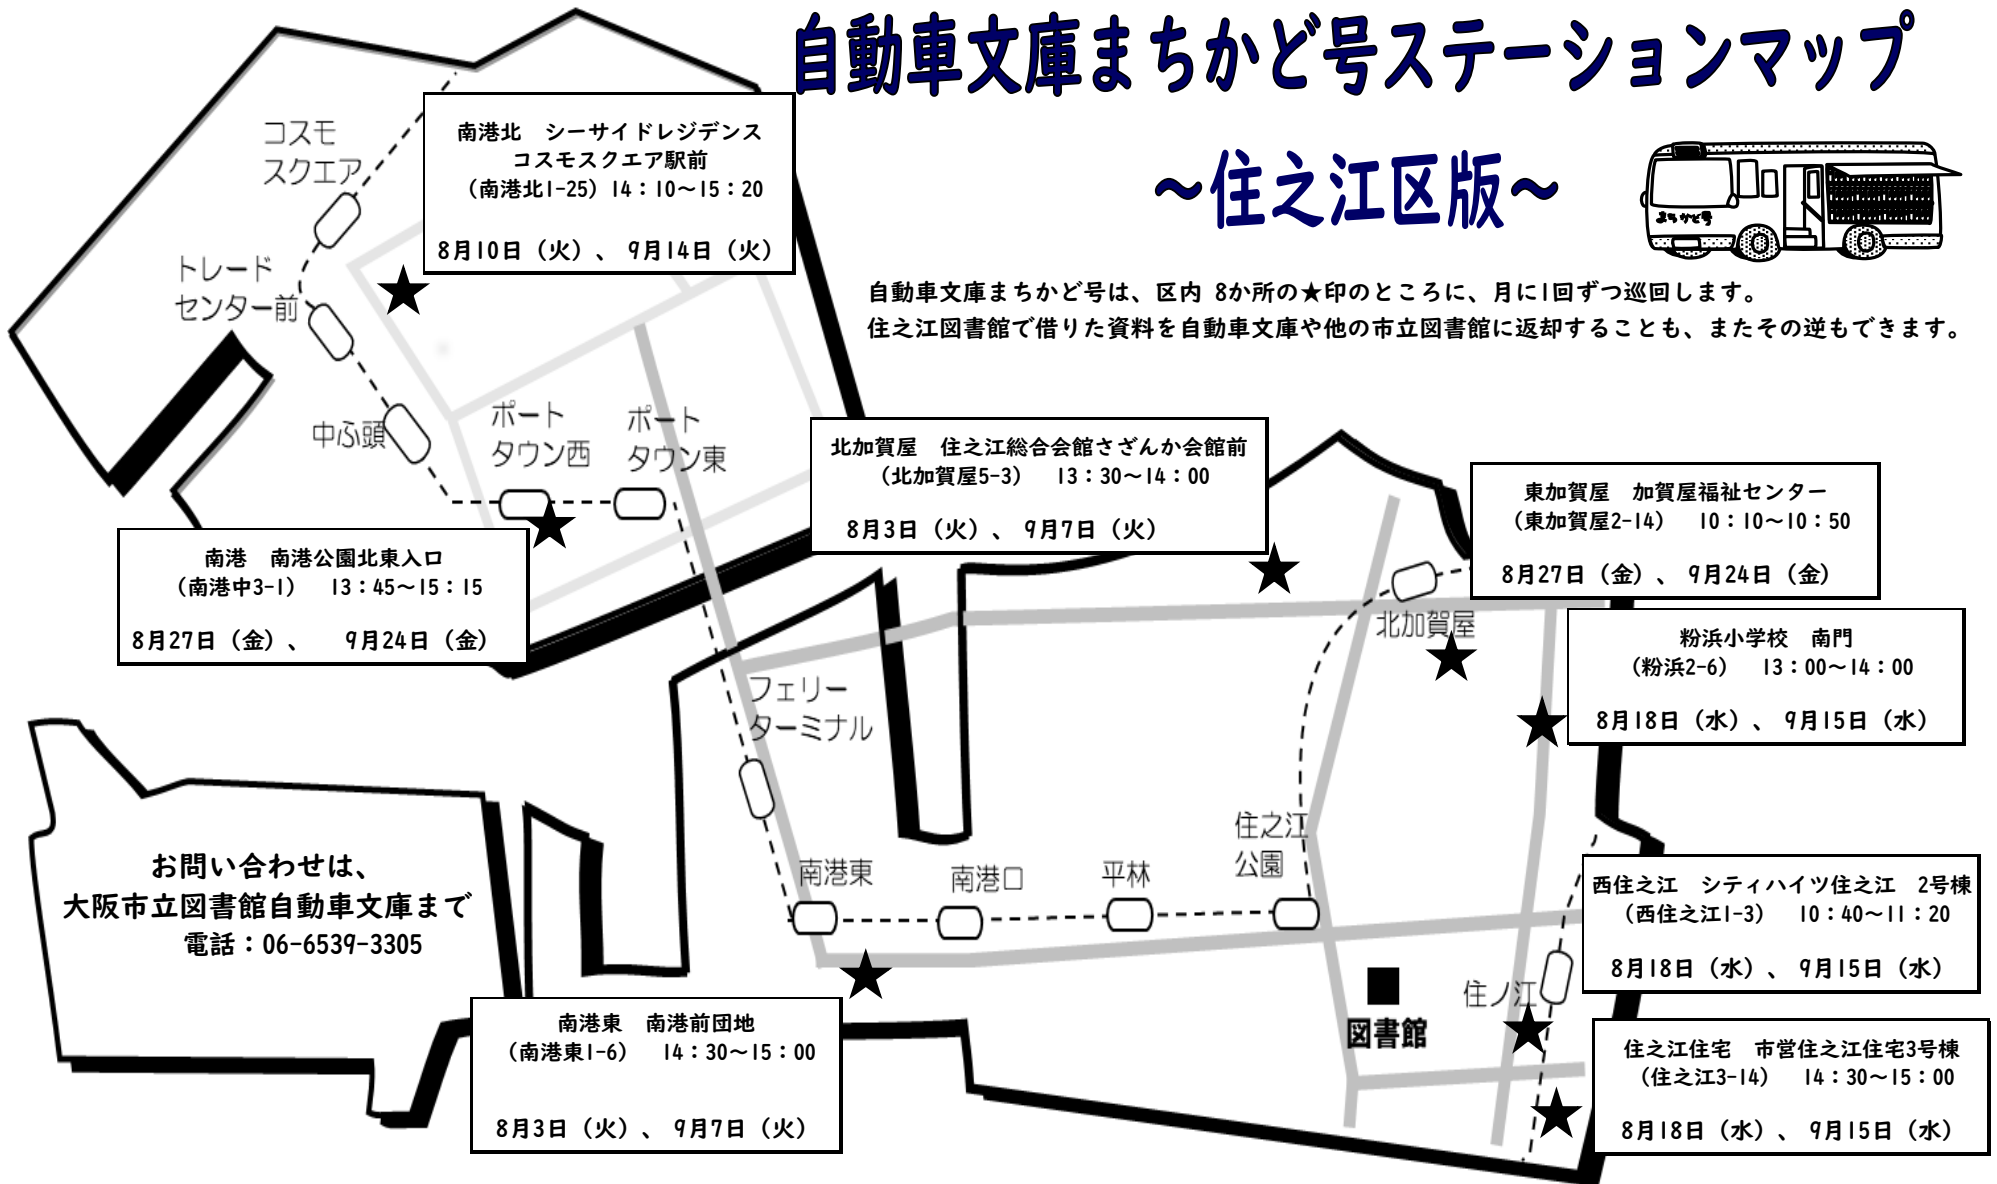 自動車文庫まちかど号ステーションマップ
～住之江区版～
まちかど号
自動車文庫まちかど号は、区内 8か所の★印のところに、月に1回ずつ巡回します。
住之江図書館で借りた資料を自動車文庫や他の市立図書館に返却することも、またその逆もできます。
南港北　シーサイドレジデンス
コスモスクエア駅前
（南港北1-25）14：10～15：20
8月10日（火）、 9月14日（火）
コスモ
スクエア
トレード
センター前
中ふ頭
ポート
タウン西
ポート
タウン東
北加賀屋　住之江総合会館さざんか会館前
（北加賀屋5-3）　13：30～14：00
8月3日（火）、 9月7日（火）
東加賀屋　加賀屋福祉センター
（東加賀屋2-14）　10：10～10：50
8月27日（金）、 9月24日（金）
南港　南港公園北東入口
（南港中3-1）　13：45～15：15
8月27日（金）、　9月24日（金）
北加賀屋
粉浜小学校　南門
（粉浜2-6）　13：00～14：00
8月18日（水）、 9月15日（水）
フェリー
ターミナル
お問い合わせは、
大阪市立図書館自動車文庫まで
電話：06-6539-3305
南港東
南港口
平林
住之江
公園
西住之江　シティハイツ住之江　2号棟
（西住之江1-3）　10：40～11：20
8月18日（水）、 9月15日（水）
住ノ江
図書館
南港東　南港前団地
（南港東1-6）　14：30～15：00
8月3日（火）、 9月7日（火）
住之江住宅　市営住之江住宅3号棟
（住之江3-14）　14：30～15：00
8月18日（水）、 9月15日（水）